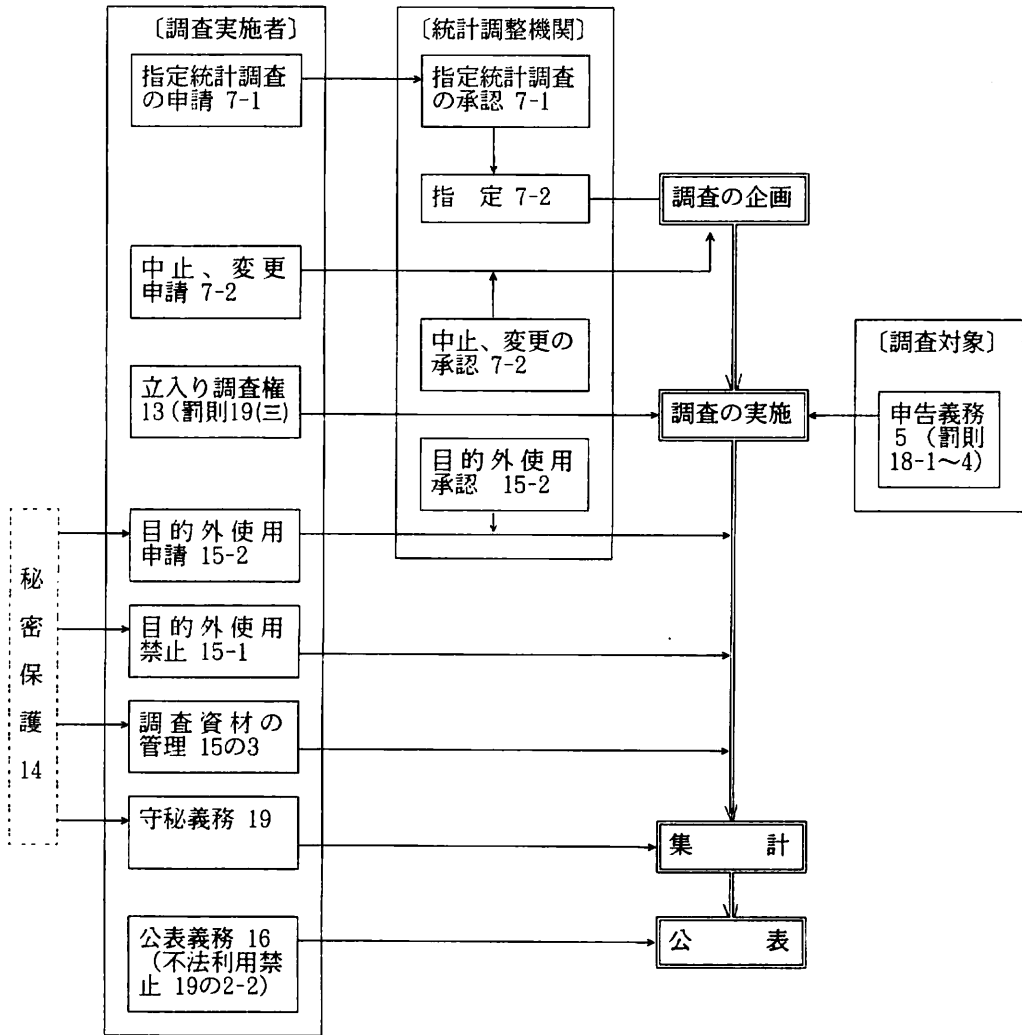 〔調査実施者〕
指定統計調査
の申請 7-1
中止、変更
申請 7-2
立入り調査権
13（罰則19㈢）
目的外使用
申請 15-2
目的外使用
禁止 15-1
調査資材の
管理 15の3
守秘義務 19
公表義務 16
（不法利用禁
止 19の2-2）
秘
密
保
護
14
〔統計調整機関〕
指定統計調査
の承認 7-1
指　定 7-2
中止、変更の
承認 7-2
目的外使用
承認　15-2
調査の企画
調査の実施
集　　計
公　　表
〔調査対象〕
申告義務
5 （罰則
18-1～4）